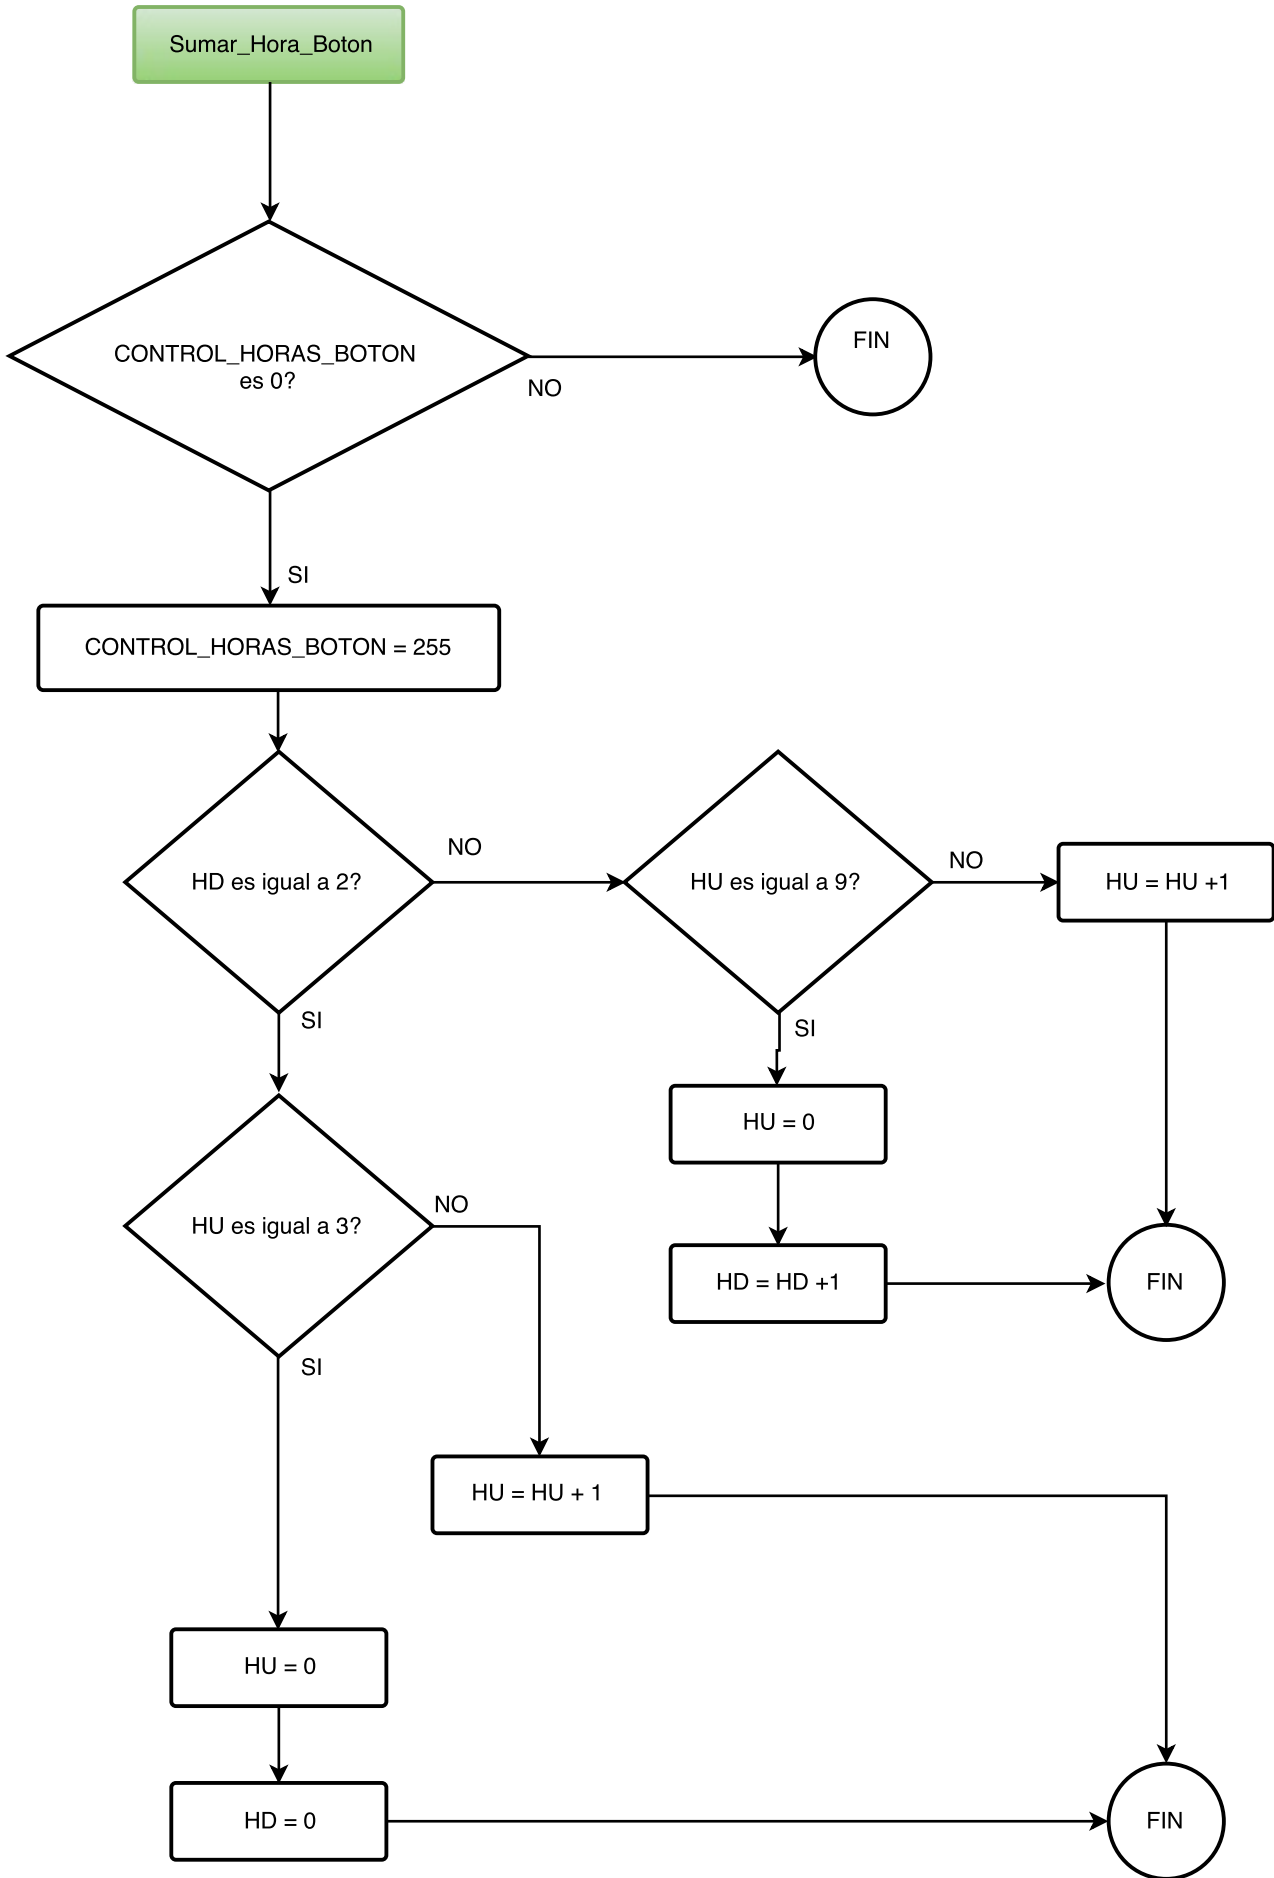 Sumar_Hora_Boton
CONTROL_HORAS_BOTON
es 0?
FIN
NO
SI
CONTROL_HORAS_BOTON = 255
HD es igual a 2?
NO
HU es igual a 9?
NO
HU = HU +1
SI
SI
HU = 0
HU es igual a 3?
NO
HD = HD +1
FIN
SI
HU = HU + 1
HU = 0
HD = 0
FIN